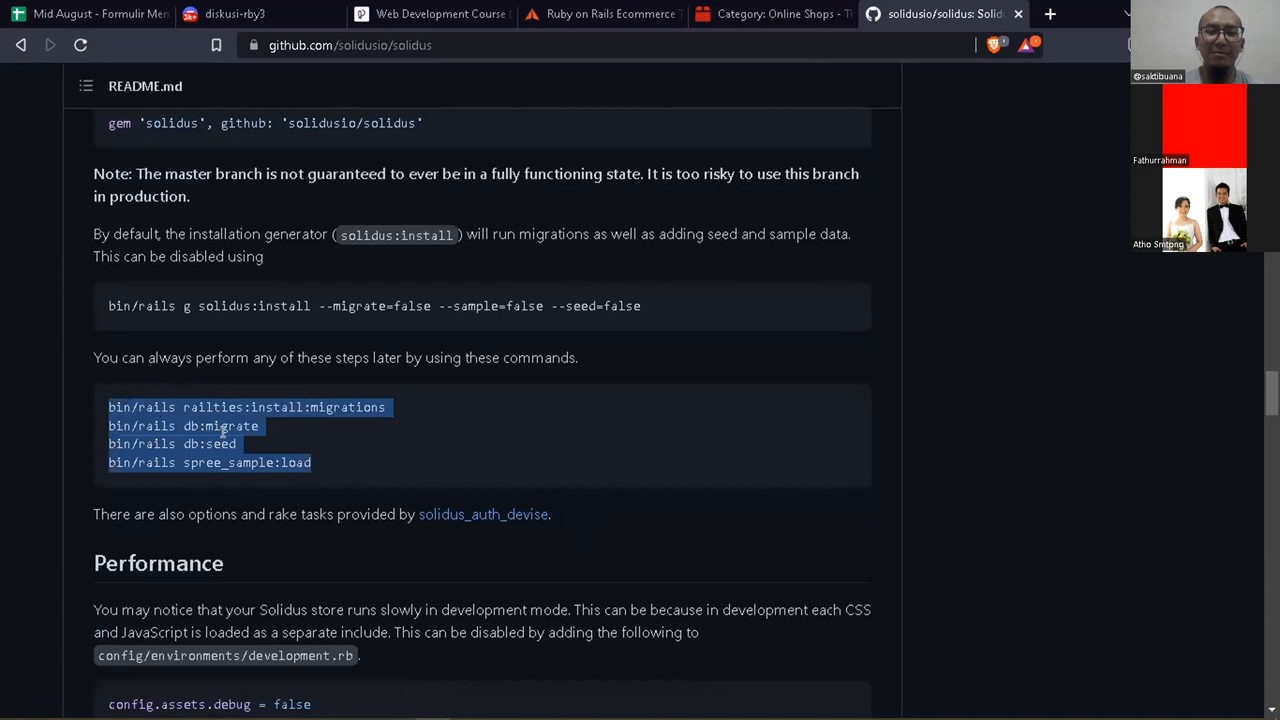 Mid August - Formulir Men
diskusi-rby3
Web Development Course (
Ruby on Rails Ecommerce T
Category: Online Shops - Th
solidusio/solidus: Solid
github.com/solidusio/solidus
@saktibuana
README.md
gem 'solidus', github: 'solidusio/solidus'
Fathurrahman
Note: The master branch is not guaranteed to ever be in a fully functioning state. It is too risky to use this branch
in production.
Atho Smtpng
By default, the installation generator (solidus:install) will run migrations as well as adding seed and sample data.
This can be disabled using
bin/rails g solidus:install --migrate=false --sample=false --seed=false
You can always perform any of these steps later by using these commands.
bin/rails railties:install:migrations
bin/rails db:migrate
bin/rails db:seed
bin/rails spree_sample:load
There are also options and rake tasks provided by solidus_auth_devise.
Performance
You may notice that your Solidus store runs slowly in development mode. This can be because in development each CSS
and JavaScript is loaded as a separate include. This can be disabled by adding the following to
config/environments/development.rb.
config.assets.debug = false